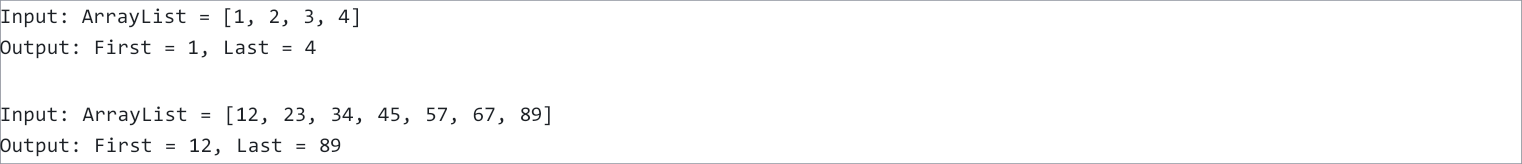 Input: ArrayList = [1, 2, 3, 4]
Output: First = 1, Last = 4
Input: ArrayList = [12, 23, 34, 45, 57, 67, 89]
Output: First = 12, Last = 89